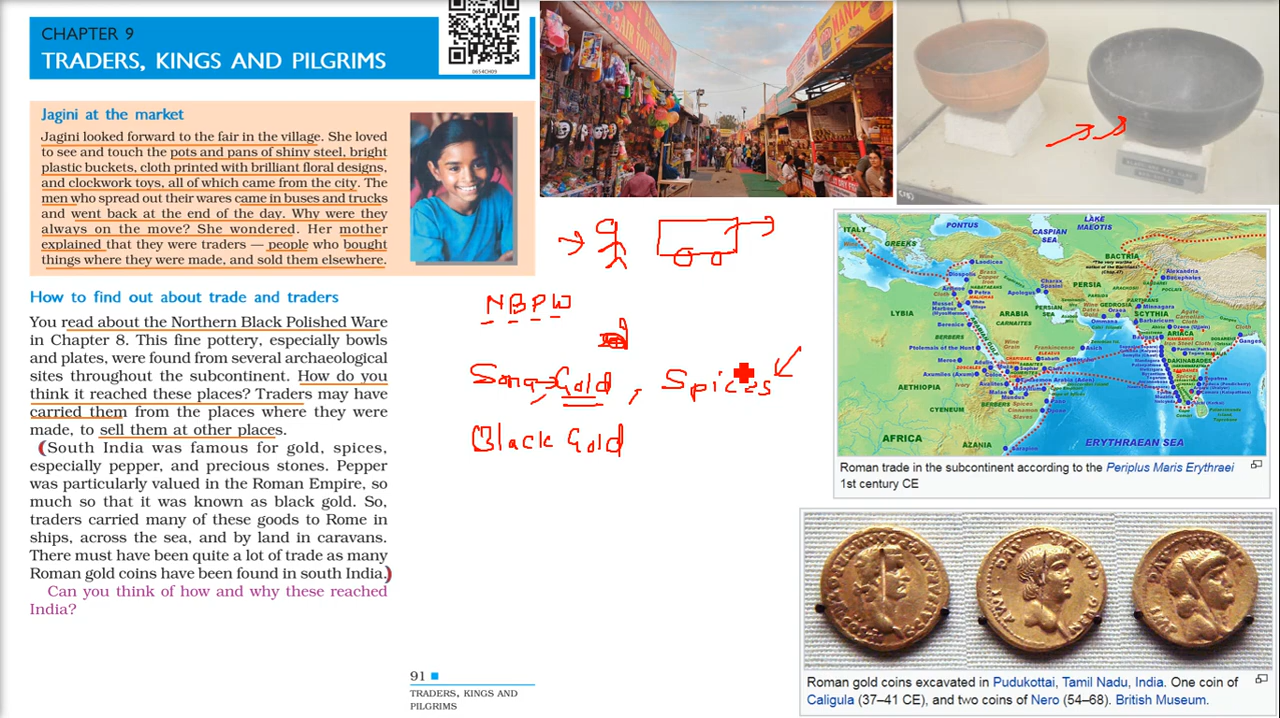 CHAPTER 9
TRADERS, KINGS AND PILGRIMS
Jagini at the market
Jagini looked forward to the fair in the village. She loved
to see and touch the pots and pans of shiny steel, bright
plastic buckets, cloth printed with brilliant floral designs,
and clockwork toys, all of which came from the city. The
men who spread out their wares came in buses and trucks
and went back at the end of the day. Why were they
always on the move? She wondered. Her mother
explained that they were traders — people who bought
things where they were made, and sold them elsewhere.
How to find out about trade and traders
You read about the Northern Black Polished Ware
in Chapter 8. This fine pottery, especially bowls
and plates, were found from several archaeological
sites throughout the subcontinent. How do you
think it reached these places? Traders may have
carried them from the places where they were
made, to sell them at other places.
(South India was famous for gold, spices,
especially pepper, and precious stones. Pepper
was particularly valued in the Roman Empire, so
much so that it was known as black gold. So,
traders carried many of these goods to Rome in
ships, across the sea, and by land in caravans.
There must have been quite a lot of trade as many
Roman gold coins have been found in south India.)
Can you think of how and why these reached
India?
91
TRADERS, KINGS AND
PILGRIMS
NBPW
Gold, Spices
Black Gold
ITALY
GREEKS
PONTUS
CASPIAN
SEA
LAKE
MAEOTIS
BACTRIA
PERSIA
LIBYA
ARABIA
SCYTHIA
ARIACA
AETHIOPIA
CYNEUM
AFRICA
AZANIA
ERYTHRAEAN SEA
Roman trade in the subcontinent according to the Periplus Maris Erythraei
1st century CE
Roman gold coins excavated in Pudukottai, Tamil Nadu, India. One coin of
Caligula (37–41 CE), and two coins of Nero (54–68). British Museum.